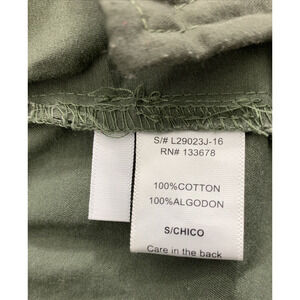 S/# L29023J-16
RN# 133678
100%COTTON
100%ALGODON
S/CHICO
Care in the back